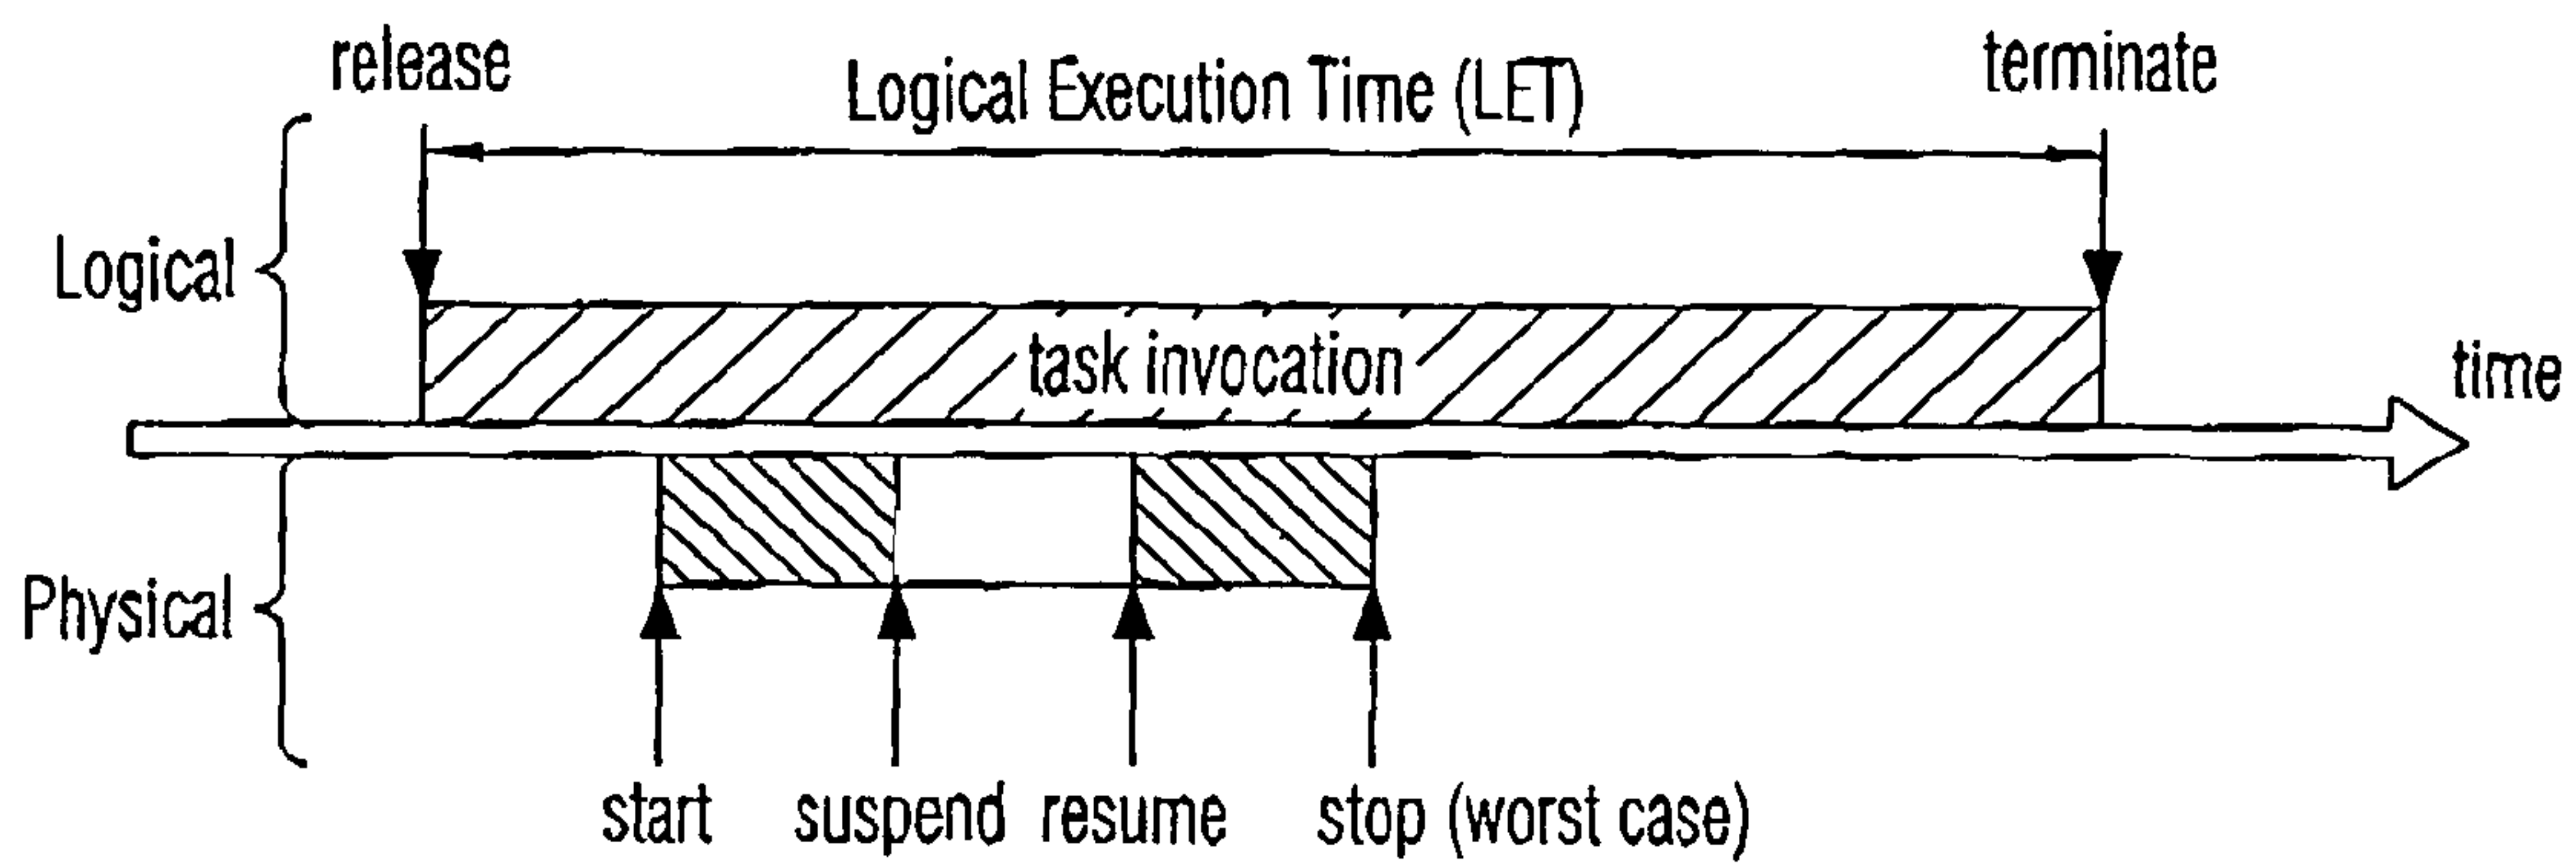 release
Logical Execution Time (LET)
terminate
Logical
task invocation
time
Physical
start
suspend
resume
stop (worst case)